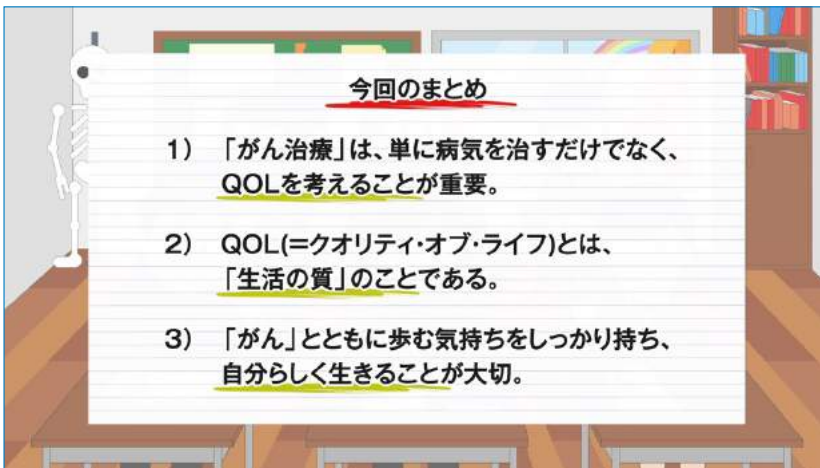 今回のまとめ
1) 「がん治療」は、単に病気を治すだけでなく、
QOLを考えることが重要。
2) QOL(=クオリティ・オブ・ライフ)とは、
「生活の質」のことである。
3) 「がん」とともに歩む気持ちをしっかり持ち、
自分らしく生きることが大切。